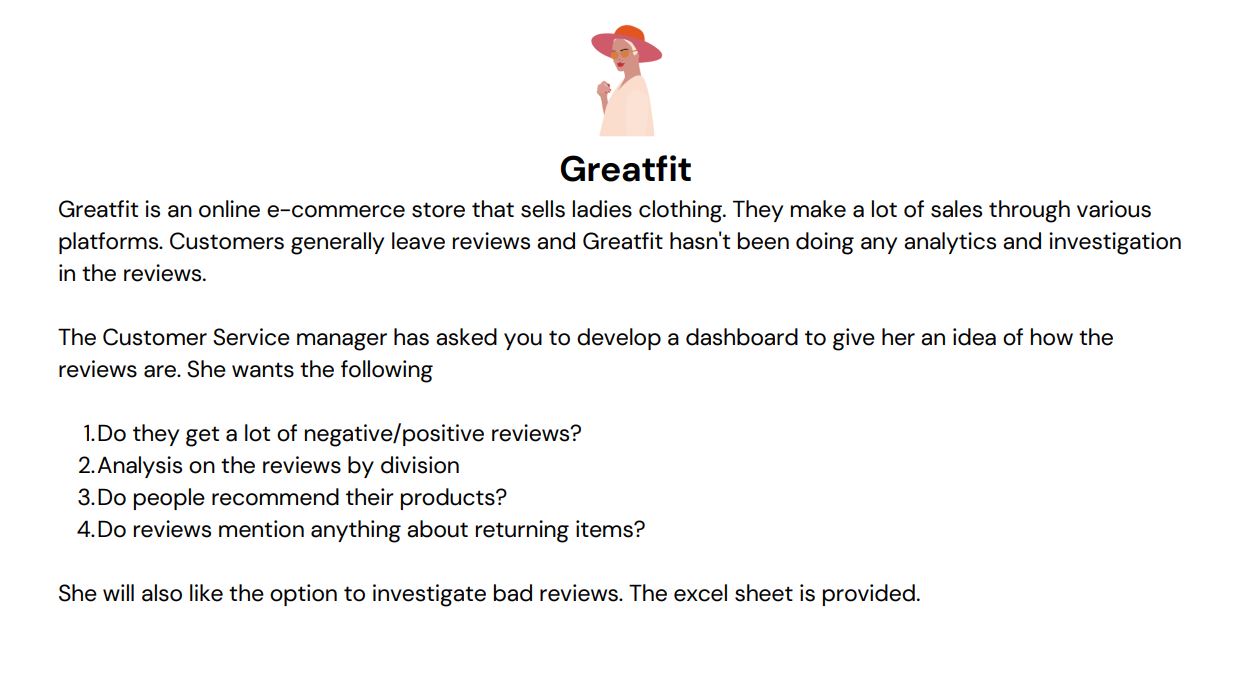 Greatfit
Greatfit is an online e-commerce store that sells ladies clothing. They make a lot of sales through various
platforms. Customers generally leave reviews and Greatfit hasn't been doing any analytics and investigation
in the reviews.
The Customer Service manager has asked you to develop a dashboard to give her an idea of how the
reviews are. She wants the following
1.Do they get a lot of negative/positive reviews?
2.Analysis on the reviews by division
3.Do people recommend their products?
4.Do reviews mention anything about returning items?
She will also like the option to investigate bad reviews. The excel sheet is provided.